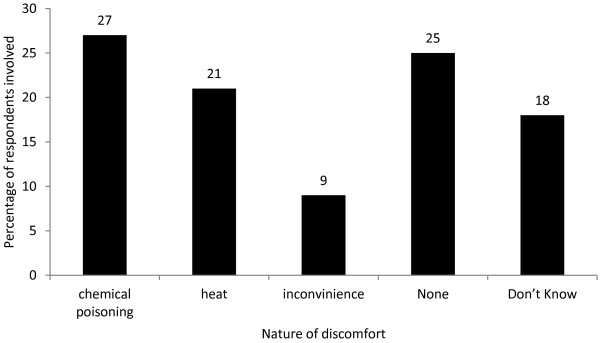 30
27
25
25
21
20
18
15
10
9
5
0
Percentage of respondents involved
chemical poisoning
heat
inconvinience
None
Don't Know
Nature of discomfort